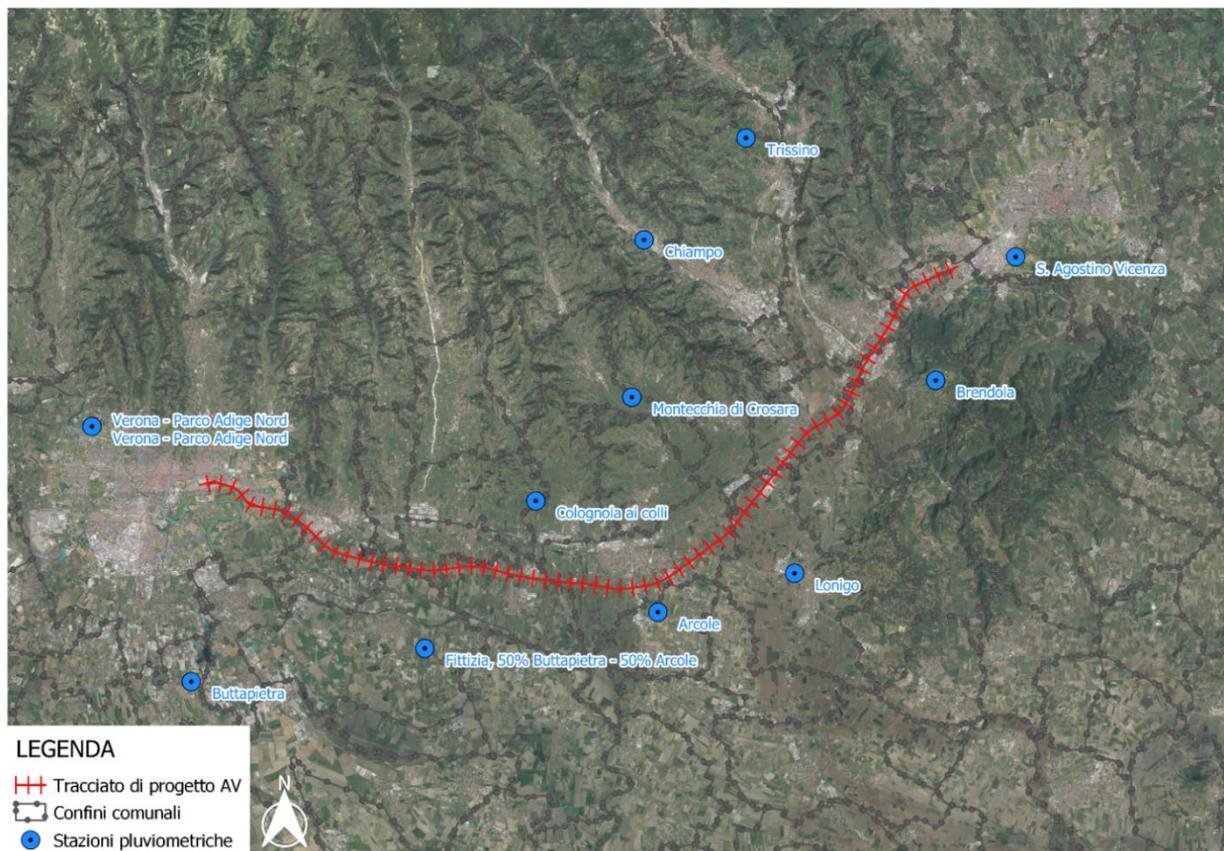 Trissino
Chiampo
S. Agostino Vicenza
Brendola
Montecchia di Crosara
Verona - Parco Adige Nord
Verona - Parco Adige Nord
Colognola ai colli
Lonigo
Arcole
Fittizia, 50% Buttapietra - 50% Arcole
Buttapietra
LEGENDA
Tracciato di progetto AV
Confini comunali
Stazioni pluviometriche
N